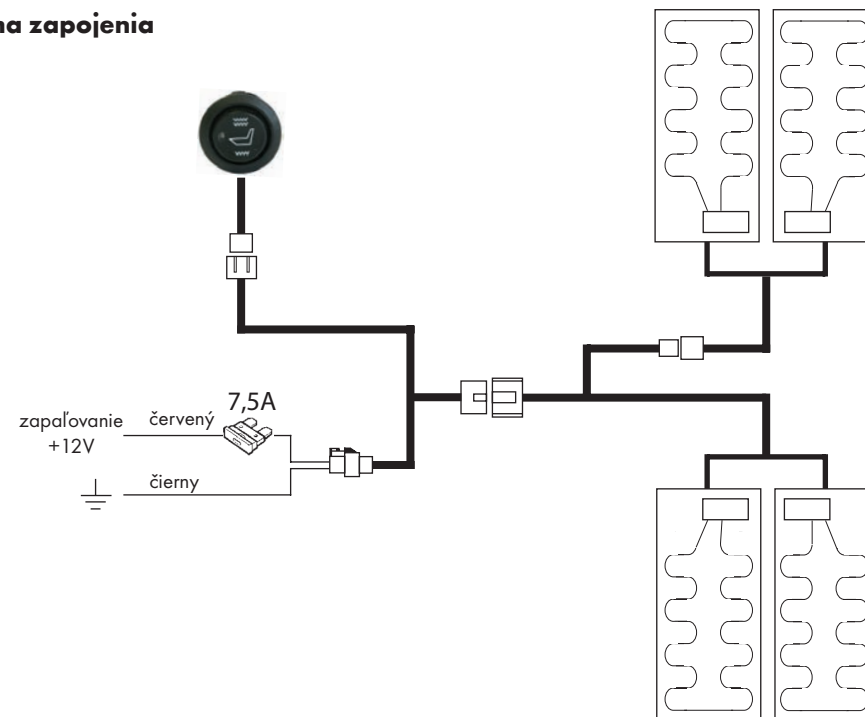 na zapojenia
7,5A
zapaľovanie
+12V
červený
čierny